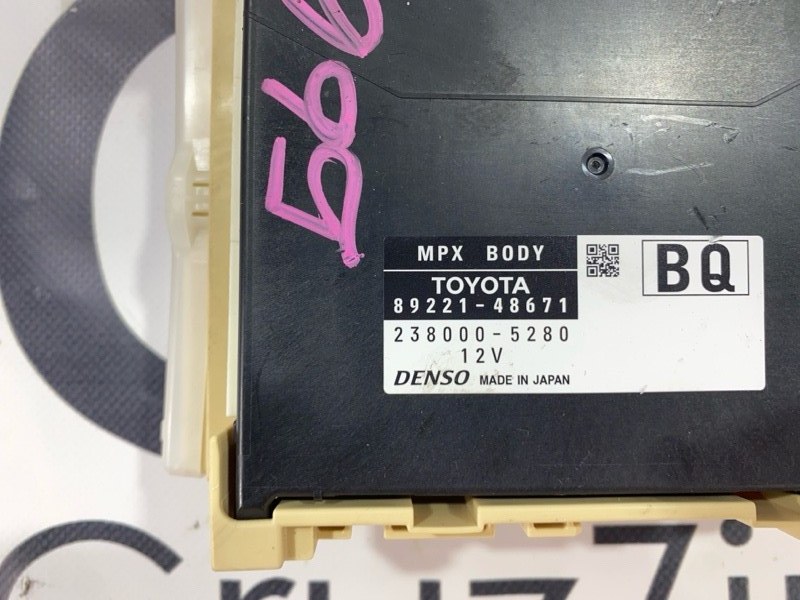 MPX BODY
BQ
TOYOTA
89221-48671
238000-5280
12V
DENSO MADE IN JAPAN